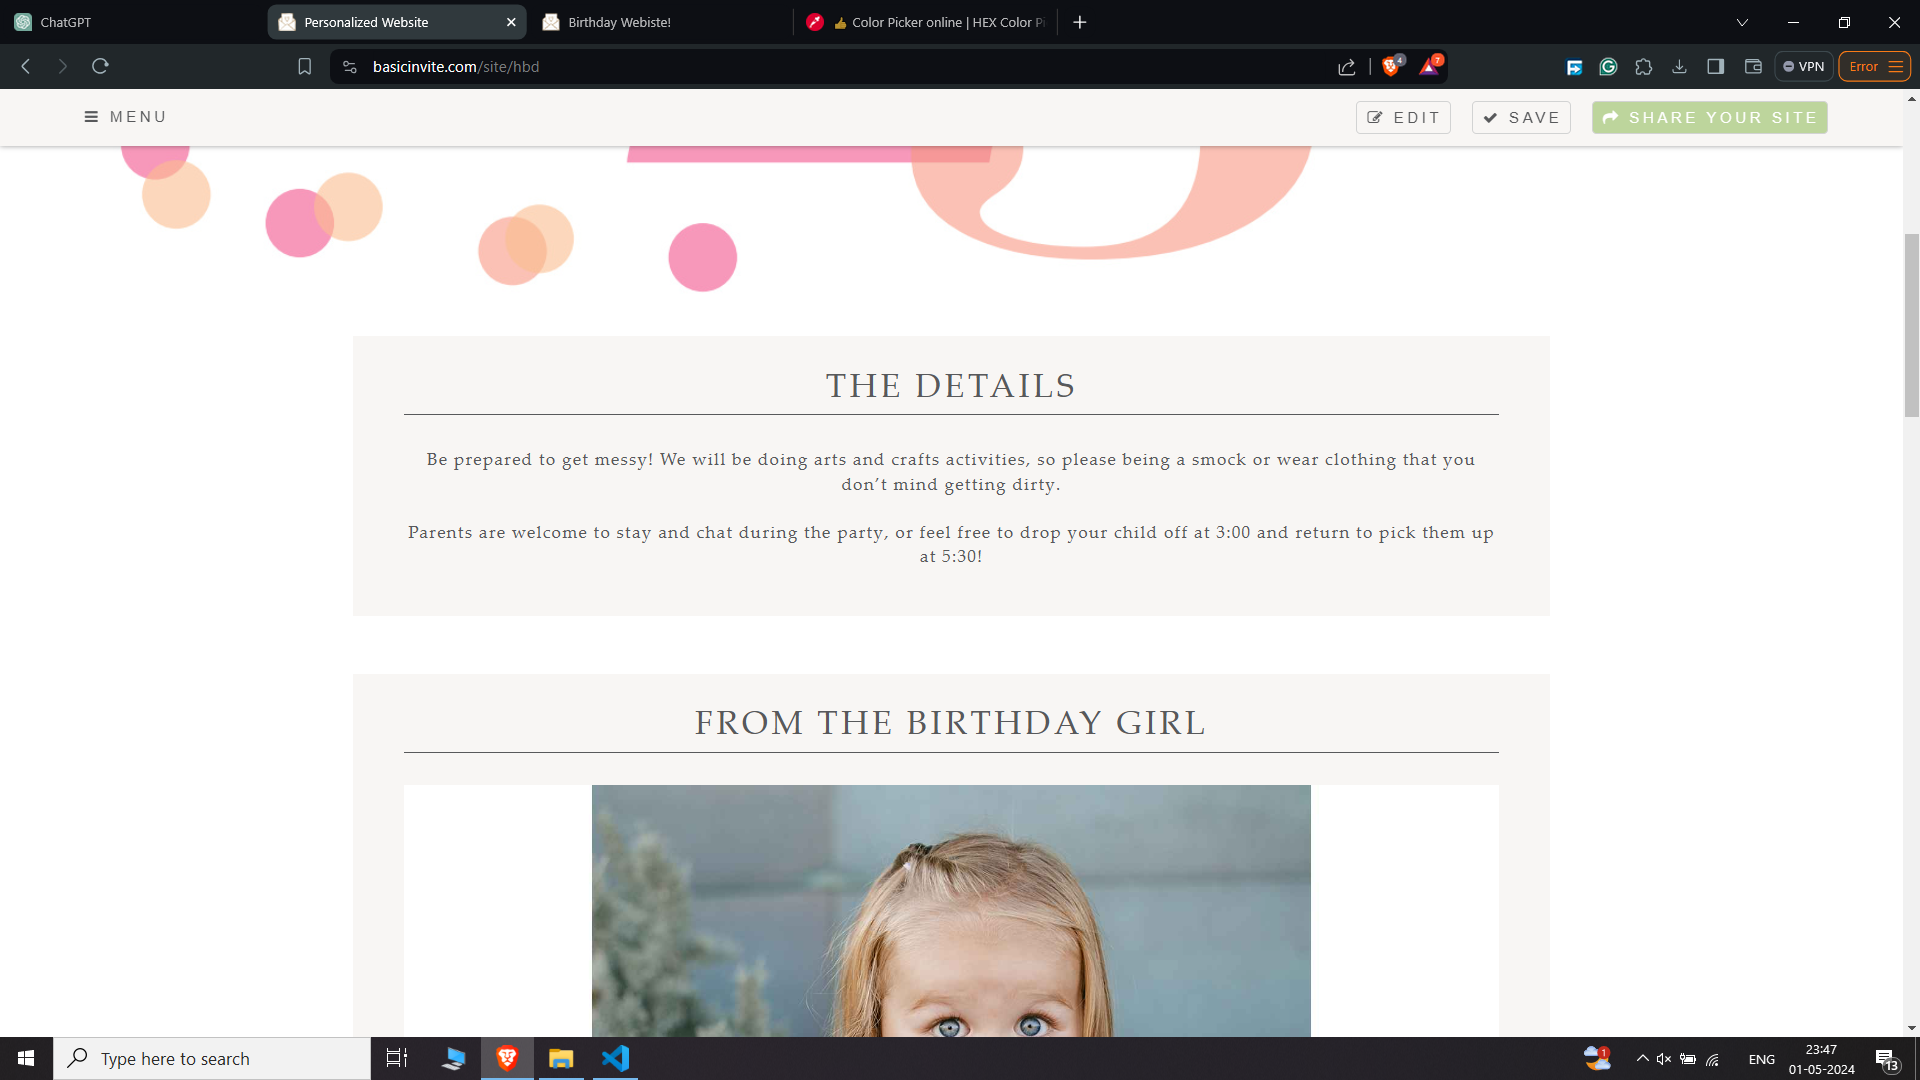 ChatGPT
Personalized Website
Birthday Webiste!
Color Picker online | HEX Color Pi
basicinvite.com/site/hbd
4
7
VPN
Error
MENU
EDIT
SAVE
SHARE YOUR SITE
THE DETAILS
Be prepared to get messy! We will be doing arts and crafts activities, so please being a smock or wear clothing that you
don’t mind getting dirty.
Parents are welcome to stay and chat during the party, or feel free to drop your child off at 3:00 and return to pick them up
at 5:30!
FROM THE BIRTHDAY GIRL
Type here to search
1
ENG
23:47
01-05-2024
13